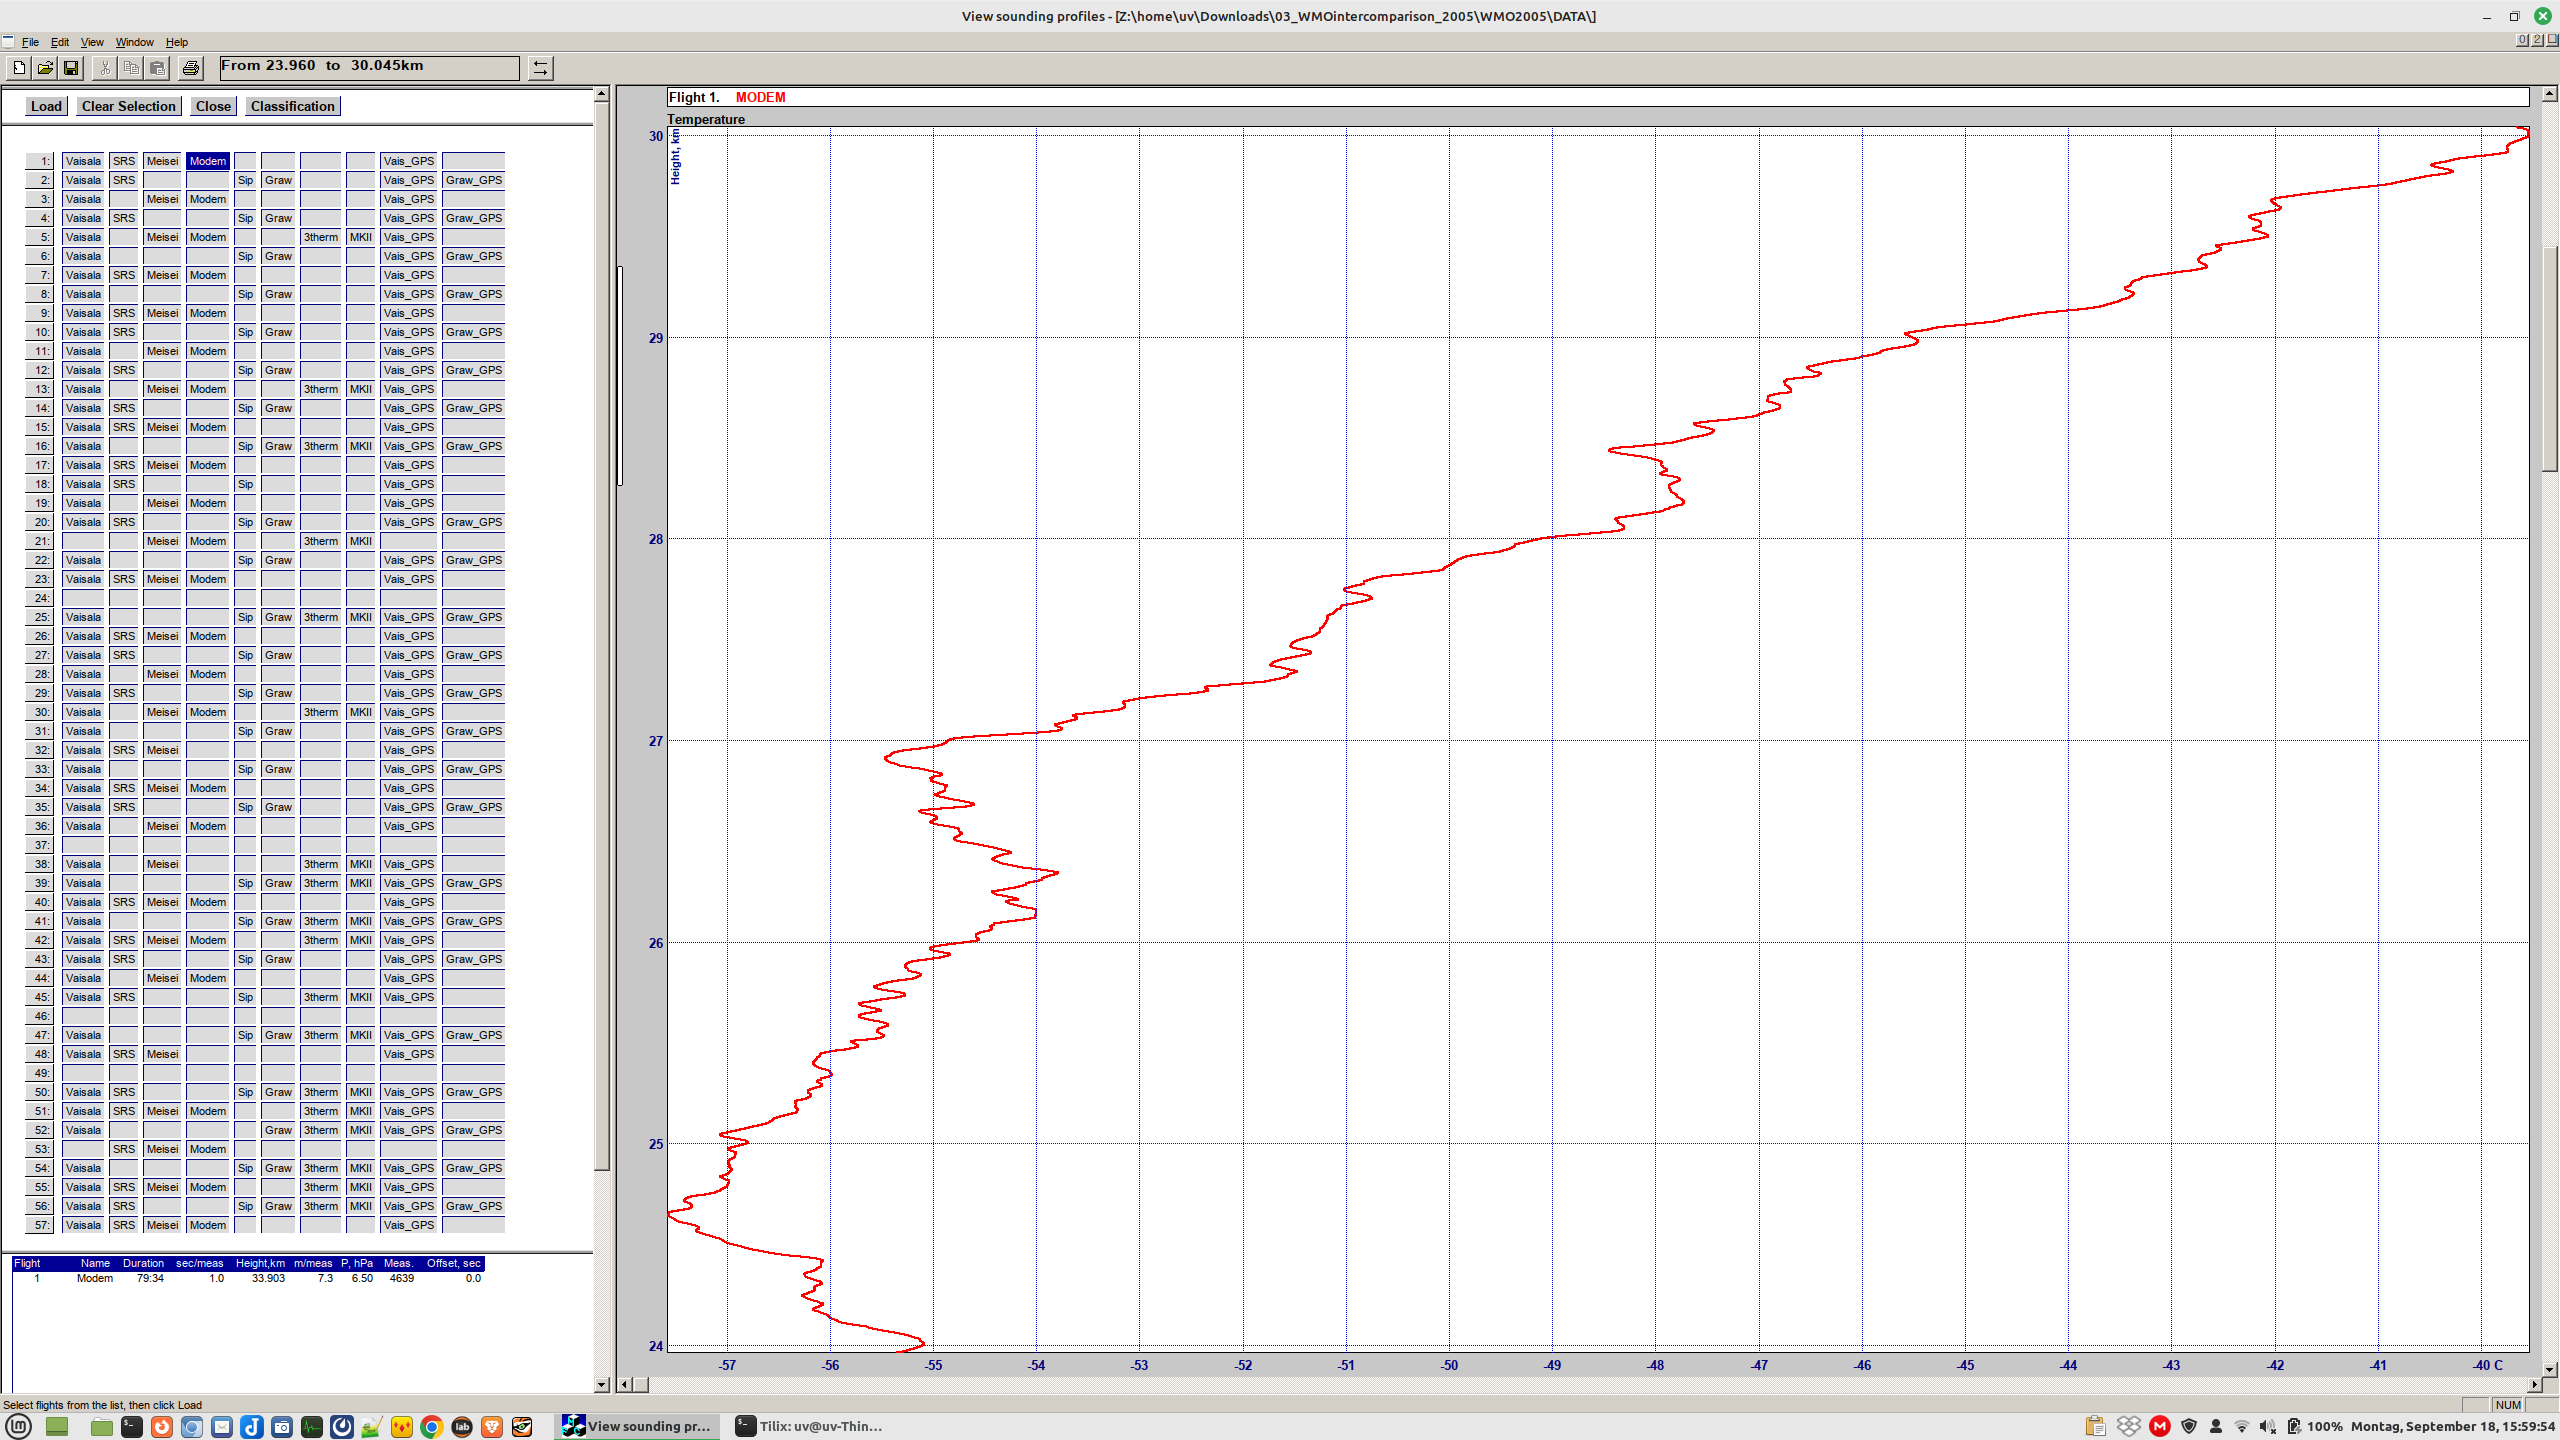 View sounding profiles - [Z:\home\uv\Downloads\03_WMOintercomparison_2005\WMO2005\DATA\]
File Edit View Window Help
From 23.960 to 30.045km
Load Clear Selection Close Classification
1: Vaisala SRS Meisei Modem Vais_GPS
2: Vaisala SRS Sip Graw Vais_GPS Graw_GPS
3: Vaisala Meisei Modem Vais_GPS
4: Vaisala SRS Sip Graw Vais_GPS Graw_GPS
5: Vaisala Meisei Modem 3therm MKII Vais_GPS
6: Vaisala Sip Graw Vais_GPS Graw_GPS
7: Vaisala SRS Meisei Modem Vais_GPS
8: Vaisala Sip Graw Vais_GPS Graw_GPS
9: Vaisala SRS Meisei Modem Vais_GPS
10: Vaisala SRS Sip Graw Vais_GPS Graw_GPS
11: Vaisala Meisei Modem Vais_GPS
12: Vaisala SRS Sip Graw Vais_GPS Graw_GPS
13: Vaisala Meisei Modem 3therm MKII Vais_GPS
14: Vaisala SRS Sip Graw Vais_GPS Graw_GPS
15: Vaisala SRS Meisei Modem Vais_GPS
16: Vaisala Sip Graw 3therm MKII Vais_GPS Graw_GPS
17: Vaisala SRS Meisei Modem Vais_GPS
18: Vaisala SRS Sip Vais_GPS
19: Vaisala Meisei Modem Vais_GPS
20: Vaisala SRS Sip Graw Vais_GPS Graw_GPS
21: Meisei Modem 3therm MKII
22: Vaisala Sip Graw Vais_GPS Graw_GPS
23: Vaisala SRS Meisei Modem Vais_GPS
24:
25: Vaisala Sip Graw 3therm MKII Vais_GPS Graw_GPS
26: Vaisala SRS Meisei Modem Vais_GPS
27: Vaisala SRS Sip Graw Vais_GPS Graw_GPS
28: Vaisala Meisei Modem Vais_GPS
29: Vaisala SRS Sip Graw Vais_GPS Graw_GPS
30: Vaisala Meisei Modem 3therm MKII Vais_GPS
31: Vaisala Sip Graw Vais_GPS Graw_GPS
32: Vaisala SRS Meisei Vais_GPS
33: Vaisala Sip Graw Vais_GPS Graw_GPS
34: Vaisala SRS Meisei Modem Vais_GPS
35: Vaisala SRS Sip Graw Vais_GPS Graw_GPS
36: Vaisala Meisei Modem Vais_GPS
37:
38: Vaisala Meisei 3therm MKII Vais_GPS
39: Vaisala Sip Graw 3therm MKII Vais_GPS Graw_GPS
40: Vaisala SRS Meisei Modem Vais_GPS
41: Vaisala Sip Graw 3therm MKII Vais_GPS Graw_GPS
42: Vaisala SRS Meisei Modem 3therm MKII Vais_GPS
43: Vaisala SRS Sip Graw Vais_GPS Graw_GPS
44: Vaisala Meisei Modem Vais_GPS
45: Vaisala SRS Sip 3therm MKII Vais_GPS
46:
47: Vaisala Sip Graw 3therm MKII Vais_GPS Graw_GPS
48: Vaisala SRS Meisei Vais_GPS
49:
50: Vaisala SRS Sip Graw 3therm MKII Vais_GPS Graw_GPS
51: Vaisala SRS Meisei Modem 3therm MKII Vais_GPS
52: Vaisala Graw 3therm MKII Vais_GPS Graw_GPS
53: SRS Meisei Modem
54: Vaisala Sip Graw 3therm MKII Vais_GPS Graw_GPS
55: Vaisala SRS Meisei Modem 3therm MKII Vais_GPS
56: Vaisala SRS Sip Graw 3therm MKII Vais_GPS Graw_GPS
57: Vaisala SRS Meisei Modem Vais_GPS
Flight Name Duration sec/meas Height,km m/meas P, hPa Meas. Offset, sec
1 Modem 79:34 1.0 33.903 7.3 6.50 4639 0.0
Flight 1. MODEM
Temperature
Height, km
30
29
28
27
26
25
24
-57 -56 -55 -54 -53 -52 -51 -50 -49 -48 -47 -46 -45 -44 -43 -42 -41 -40 C
Select flights from the list, then click Load
NUM
View sounding pr... Tilix: uv@uv-Thin... 100% Montag, September 18, 15:59:54